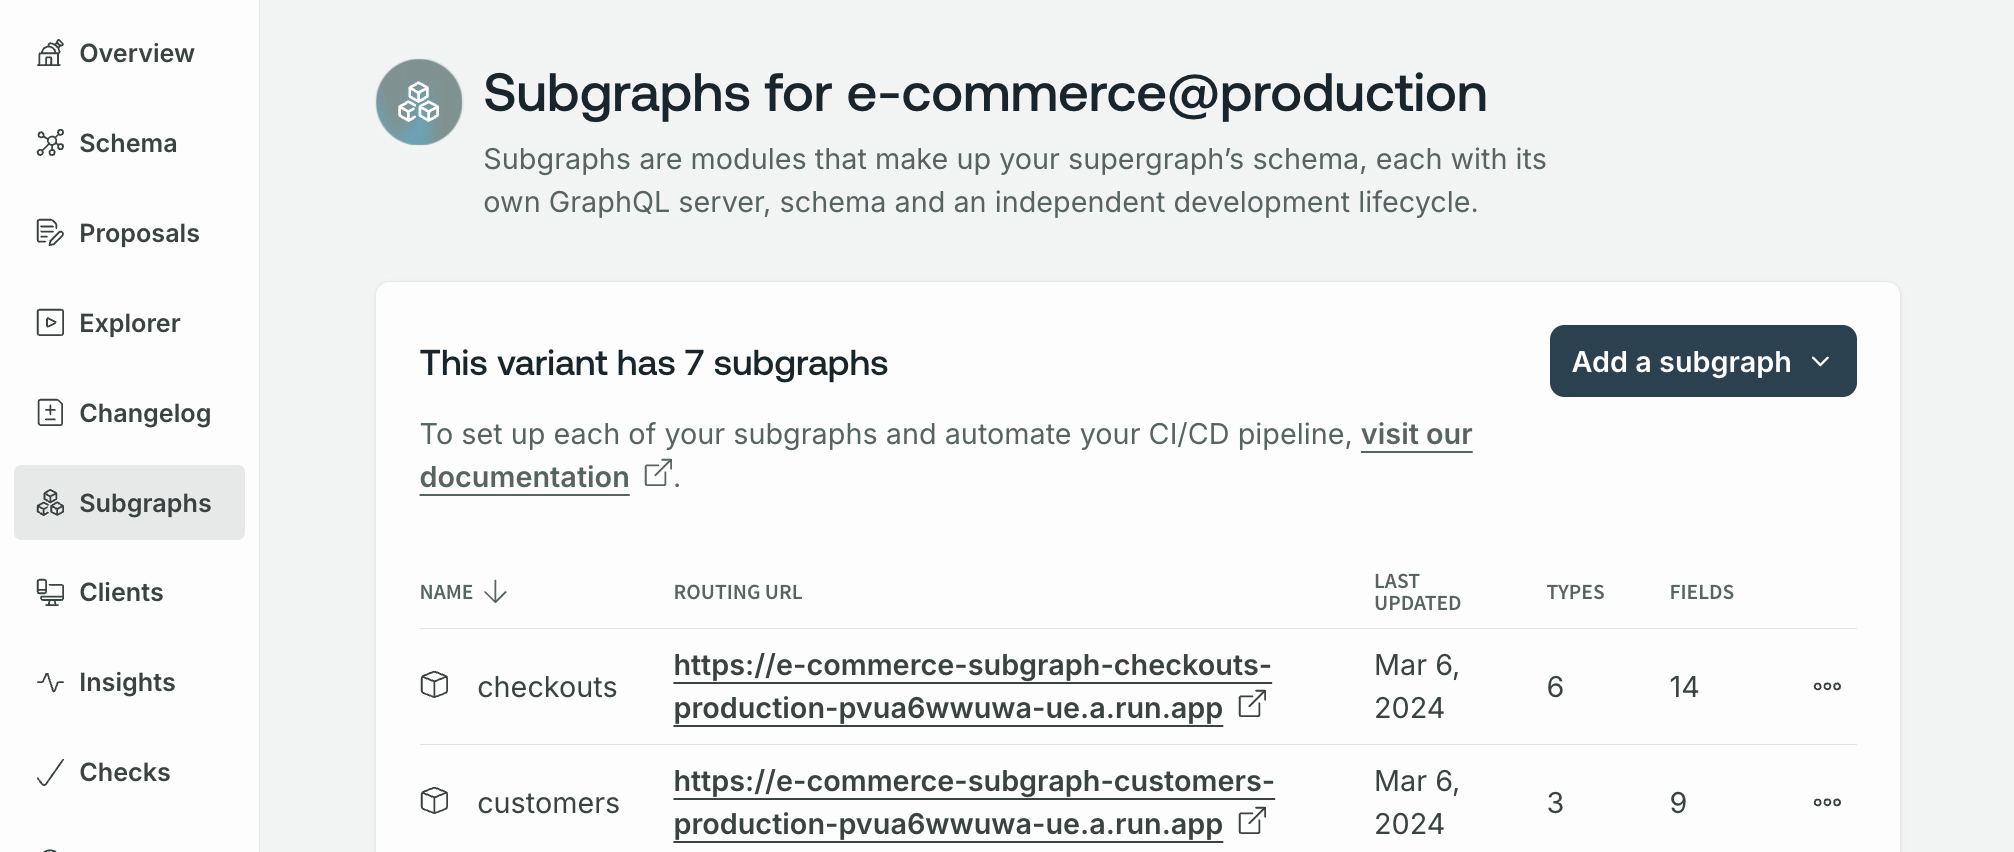 Overview
Schema
Proposals
Explorer
Changelog
Subgraphs
Clients
Insights
Checks
Subgraphs for e-commerce@production
Subgraphs are modules that make up your supergraph’s schema, each with its
own GraphQL server, schema and an independent development lifecycle.
This variant has 7 subgraphs
Add a subgraph
To set up each of your subgraphs and automate your CI/CD pipeline, visit our
documentation .
NAME ROUTING URL LAST UPDATED TYPES FIELDS
checkouts
https://e-commerce-subgraph-checkouts-
production-pvua6wwuwa-ue.a.run.app
Mar 6,
2024
6
14
customers
https://e-commerce-subgraph-customers-
production-pvua6wwuwa-ue.a.run.app
Mar 6,
2024
3
9